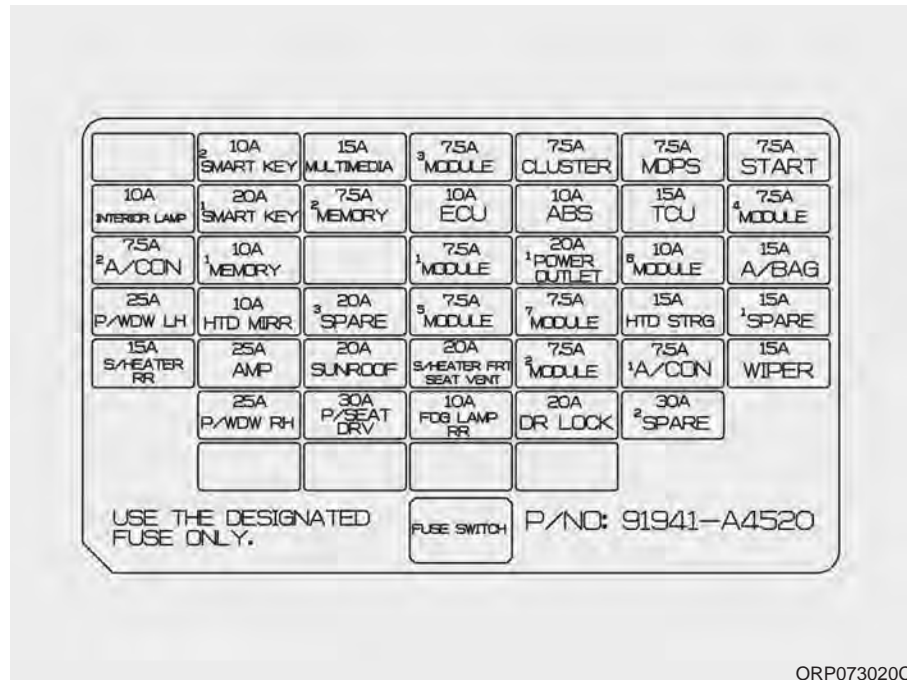 10A 15A 7.5A 7.5A 7.5A 7.5A
2 SMART KEY MULTIMEDIA 3 MODULE CLUSTER MDPS START
10A 20A 7.5A 10A 10A 15A 7.5A
INTERIOR LAMP 1 SMART KEY 2 MEMORY ECU ABS TCU 4 MODULE
7.5A 10A 7.5A 20A 10A 15A
2 A/CON 1 MEMORY 1 MODULE 1 POWER OUTLET 6 MODULE A/BAG
25A 10A 20A 7.5A 7.5A 15A 15A
P/WDW LH HTD MIRR 3 SPARE 5 MODULE 7 MODULE HTD STRG 1 SPARE
15A 25A 20A 20A 7.5A 7.5A 15A
S/HEATER RR AMP SUNROOF S/HEATER FRT SEAT VENT 2 MODULE 1 A/CON WIPER
25A 30A 10A 20A 30A
P/WDW RH P/SEAT DRV FOG LAMP RR DR LOCK 2 SPARE
USE THE DESIGNATED
FUSE ONLY.
FUSE SWITCH
P/NO: 91941-A4520
ORP073020C